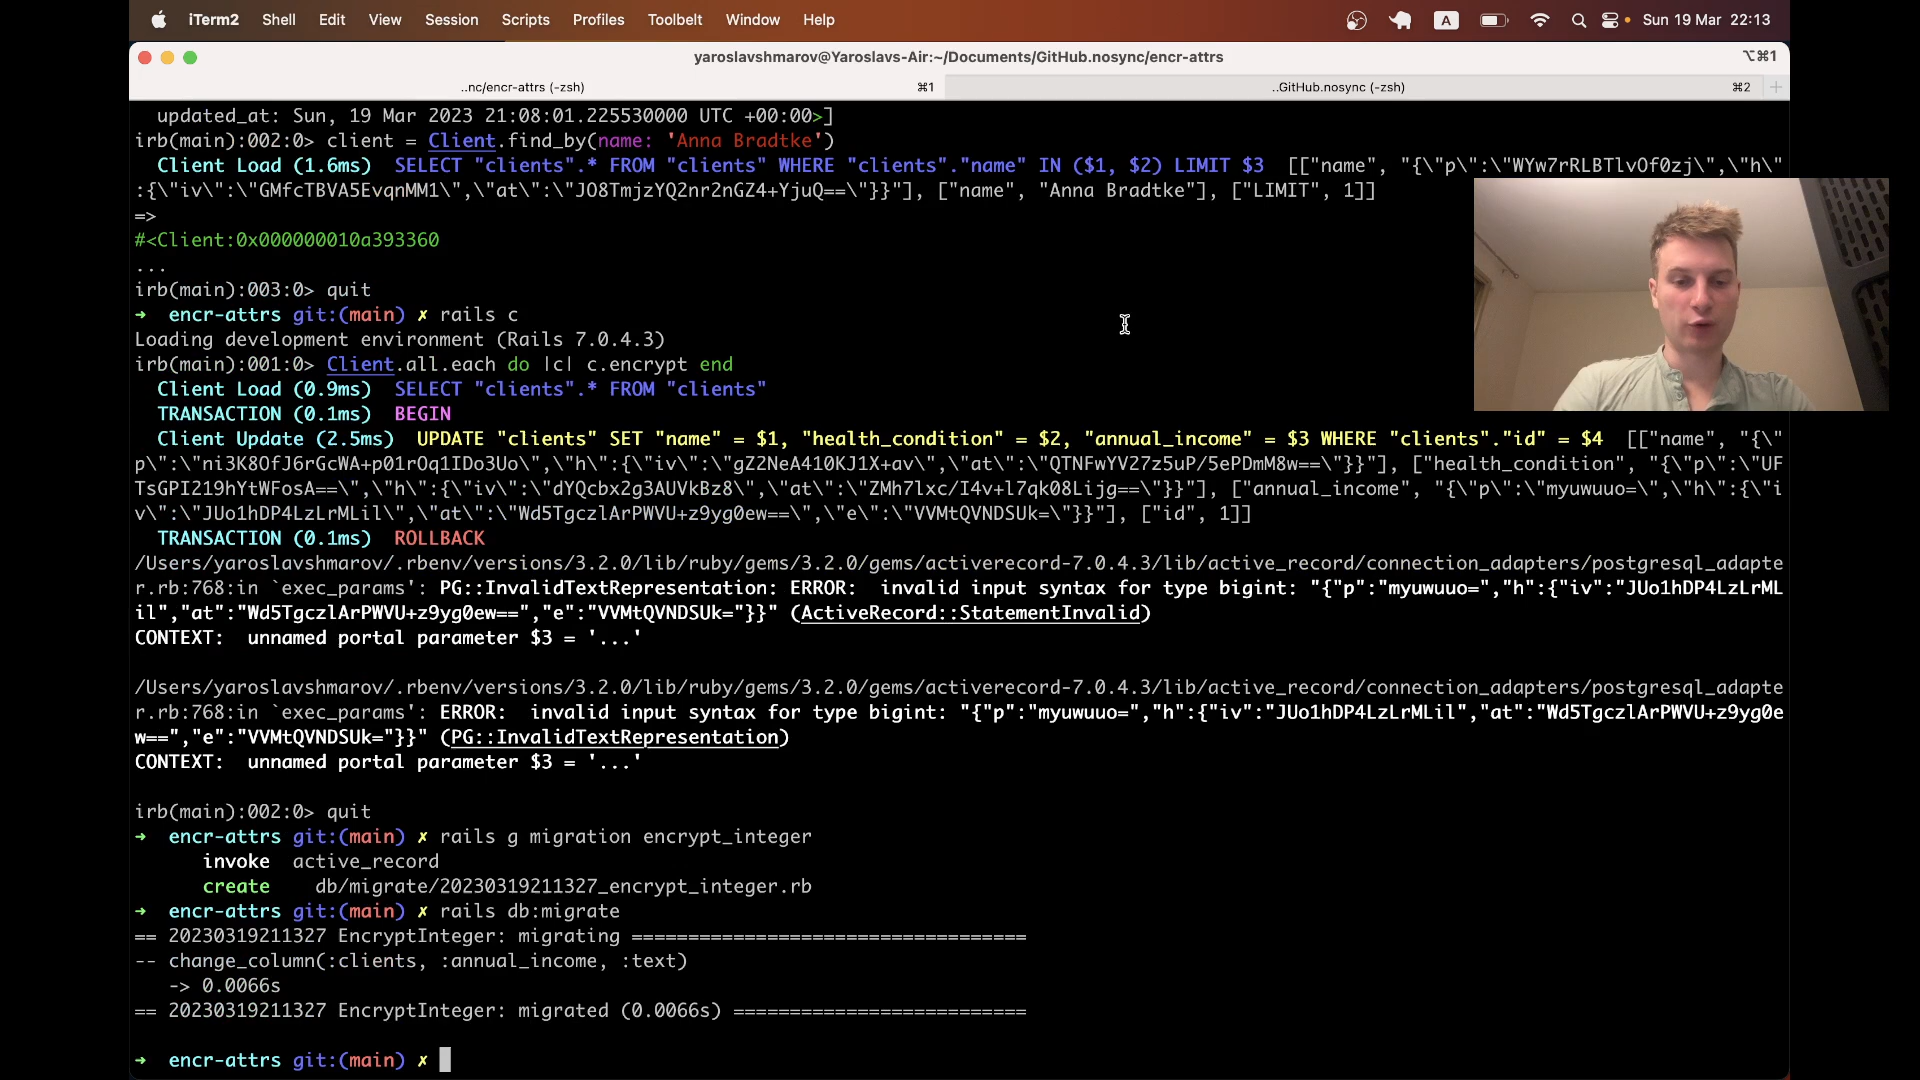 iTerm2 Shell Edit View Session Scripts Profiles Toolbelt Window Help A Sun 19 Mar 22:13
yaroslavshmarov@Yaroslavs-Air:~/Documents/GitHub.nosync/encr-attrs ⌥⌘1
..nc/encr-attrs (-zsh) ⌘1 ..GitHub.nosync (-zsh) ⌘2 +
updated_at: Sun, 19 Mar 2023 21:08:01.225530000 UTC +00:00>]
irb(main):002:0> client = Client.find_by(name: 'Anna Bradtke')
Client Load (1.6ms)  SELECT "clients".* FROM "clients" WHERE "clients"."name" IN ($1, $2) LIMIT $3  [["name", "{\"p\":\"WYw7rRLBTlvOf0zj\",\"h\"
:{\"iv\":\"GMfcTBVA5EvqnMM1\",\"at\":\"JO8TmjzYQ2nr2nGZ4+YjuQ==\"}}"], ["name", "Anna Bradtke"], ["LIMIT", 1]]
=>
#<Client:0x000000010a393360
...
irb(main):003:0> quit
→ encr-attrs git:(main) ✗ rails c
Loading development environment (Rails 7.0.4.3)
irb(main):001:0> Client.all.each do |c| c.encrypt end
Client Load (0.9ms)  SELECT "clients".* FROM "clients"
TRANSACTION (0.1ms)  BEGIN
Client Update (2.5ms)  UPDATE "clients" SET "name" = $1, "health_condition" = $2, "annual_income" = $3 WHERE "clients"."id" = $4  [["name", "{\"
p\":\"ni3K8OfJ6rGcWA+p01rOq1IDo3Uo\",\"h\":{\"iv\":\"gZ2NeA410KJ1X+av\",\"at\":\"QTNFwYV27z5uP/5ePDmM8w==\"}}"], ["health_condition", "{\"p\":\"UF
TsGPI219hYtWFosA==\",\"h\":{\"iv\":\"dYQcbx2g3AUVkBz8\",\"at\":\"ZMh7lxc/I4v+l7qk08Lijg==\"}}"], ["annual_income", "{\"p\":\"myuwuuo=\",\"h\":{\"i
v\":\"JUo1hDP4LzLrMLil\",\"at\":\"Wd5TgczlArPWVU+z9yg0ew==\",\"e\":\"VVMtQVNDSUk=\"}}"], ["id", 1]]
TRANSACTION (0.1ms)  ROLLBACK
/Users/yaroslavshmarov/.rbenv/versions/3.2.0/lib/ruby/gems/3.2.0/gems/activerecord-7.0.4.3/lib/active_record/connection_adapters/postgresql_adapte
r.rb:768:in `exec_params': PG::InvalidTextRepresentation: ERROR:  invalid input syntax for type bigint: "{"p":"myuwuuo=","h":{"iv":"JUo1hDP4LzLrML
il","at":"Wd5TgczlArPWVU+z9yg0ew==","e":"VVMtQVNDSUk="}}" (ActiveRecord::StatementInvalid)
CONTEXT:  unnamed portal parameter $3 = '...'
/Users/yaroslavshmarov/.rbenv/versions/3.2.0/lib/ruby/gems/3.2.0/gems/activerecord-7.0.4.3/lib/active_record/connection_adapters/postgresql_adapte
r.rb:768:in `exec_params': ERROR:  invalid input syntax for type bigint: "{"p":"myuwuuo=","h":{"iv":"JUo1hDP4LzLrMLil","at":"Wd5TgczlArPWVU+z9yg0e
w==","e":"VVMtQVNDSUk="}}" (PG::InvalidTextRepresentation)
CONTEXT:  unnamed portal parameter $3 = '...'
irb(main):002:0> quit
→ encr-attrs git:(main) ✗ rails g migration encrypt_integer
invoke  active_record
create    db/migrate/20230319211327_encrypt_integer.rb
→ encr-attrs git:(main) ✗ rails db:migrate
== 20230319211327 EncryptInteger: migrating ===================================
-- change_column(:clients, :annual_income, :text)
-> 0.0066s
== 20230319211327 EncryptInteger: migrated (0.0066s) ==========================
→ encr-attrs git:(main) ✗